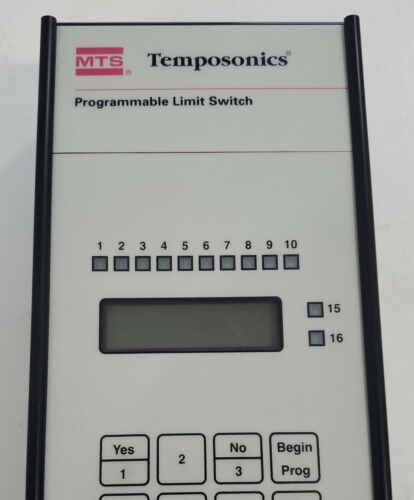 MTS® Temposonics®
Programmable Limit Switch
1 2 3 4 5 6 7 8 9 10
15
16
Yes 1
2
No 3
Begin Prog